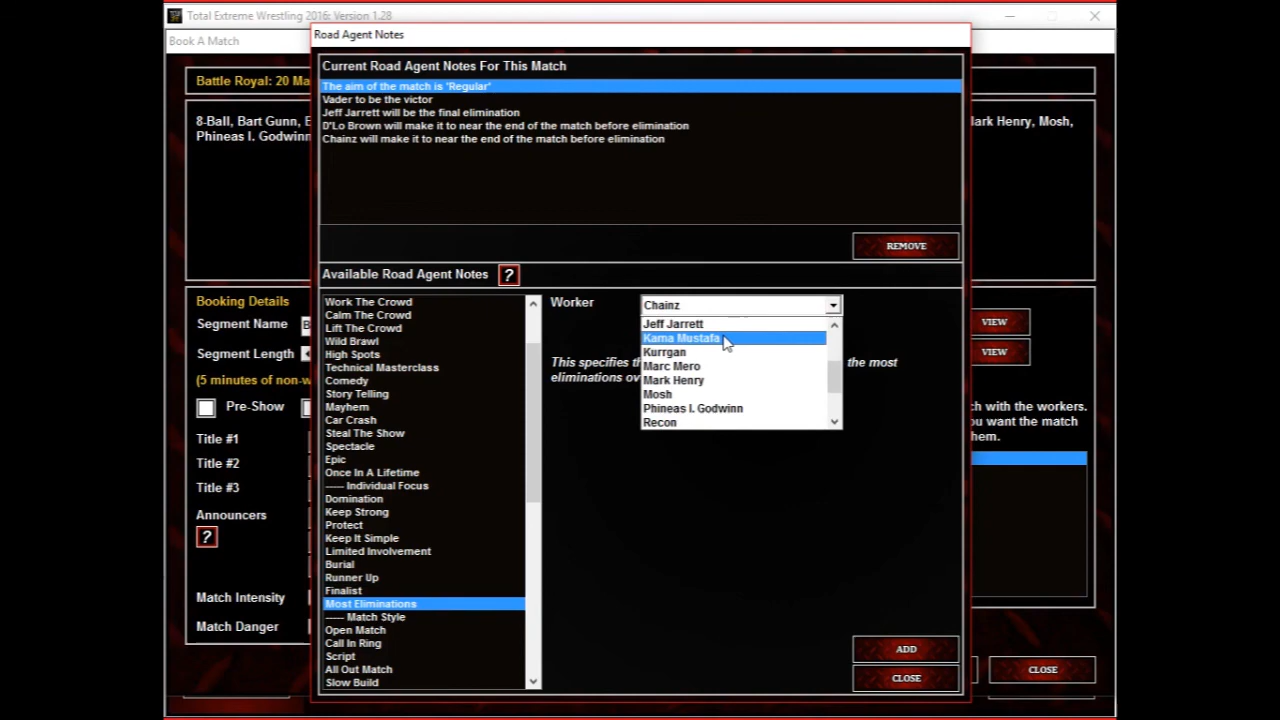 Total Extreme Wrestling 2016: Version 1.28
Book A Match
Road Agent Notes
Battle Royal: 20 Ma
8-Ball, Bart Gunn, E
Phineas I. Godwinn
ark Henry, Mosh,
Current Road Agent Notes For This Match
The aim of the match is 'Regular'
Vader to be the victor
Jeff Jarrett will be the final elimination
D'Lo Brown will make it to near the end of the match before elimination
Chainz will make it to near the end of the match before elimination
REMOVE
Available Road Agent Notes ?
Work The Crowd
Calm The Crowd
Lift The Crowd
Wild Brawl
High Spots
Technical Masterclass
Comedy
Story Telling
Mayhem
Car Crash
Steal The Show
Spectacle
Epic
Once In A Lifetime
----- Individual Focus
Domination
Keep Strong
Protect
Keep It Simple
Limited Involvement
Burial
Runner Up
Finalist
Most Eliminations
----- Match Style
Open Match
Call In Ring
Script
All Out Match
Slow Build
Worker
Chainz
Jeff Jarrett
Kama Mustafa
Kurrgan
Marc Mero
Mark Henry
Mosh
Phineas I. Godwinn
Recon
This specifies th
the most
eliminations ov
ADD
CLOSE
Booking Details
Segment Name
Segment Length
(5 minutes of non-w
Pre-Show
Title #1
Title #2
Title #3
Announcers
?
Match Intensity
Match Danger
VIEW
VIEW
ch with the workers.
ou want the match
hem.
CLOSE